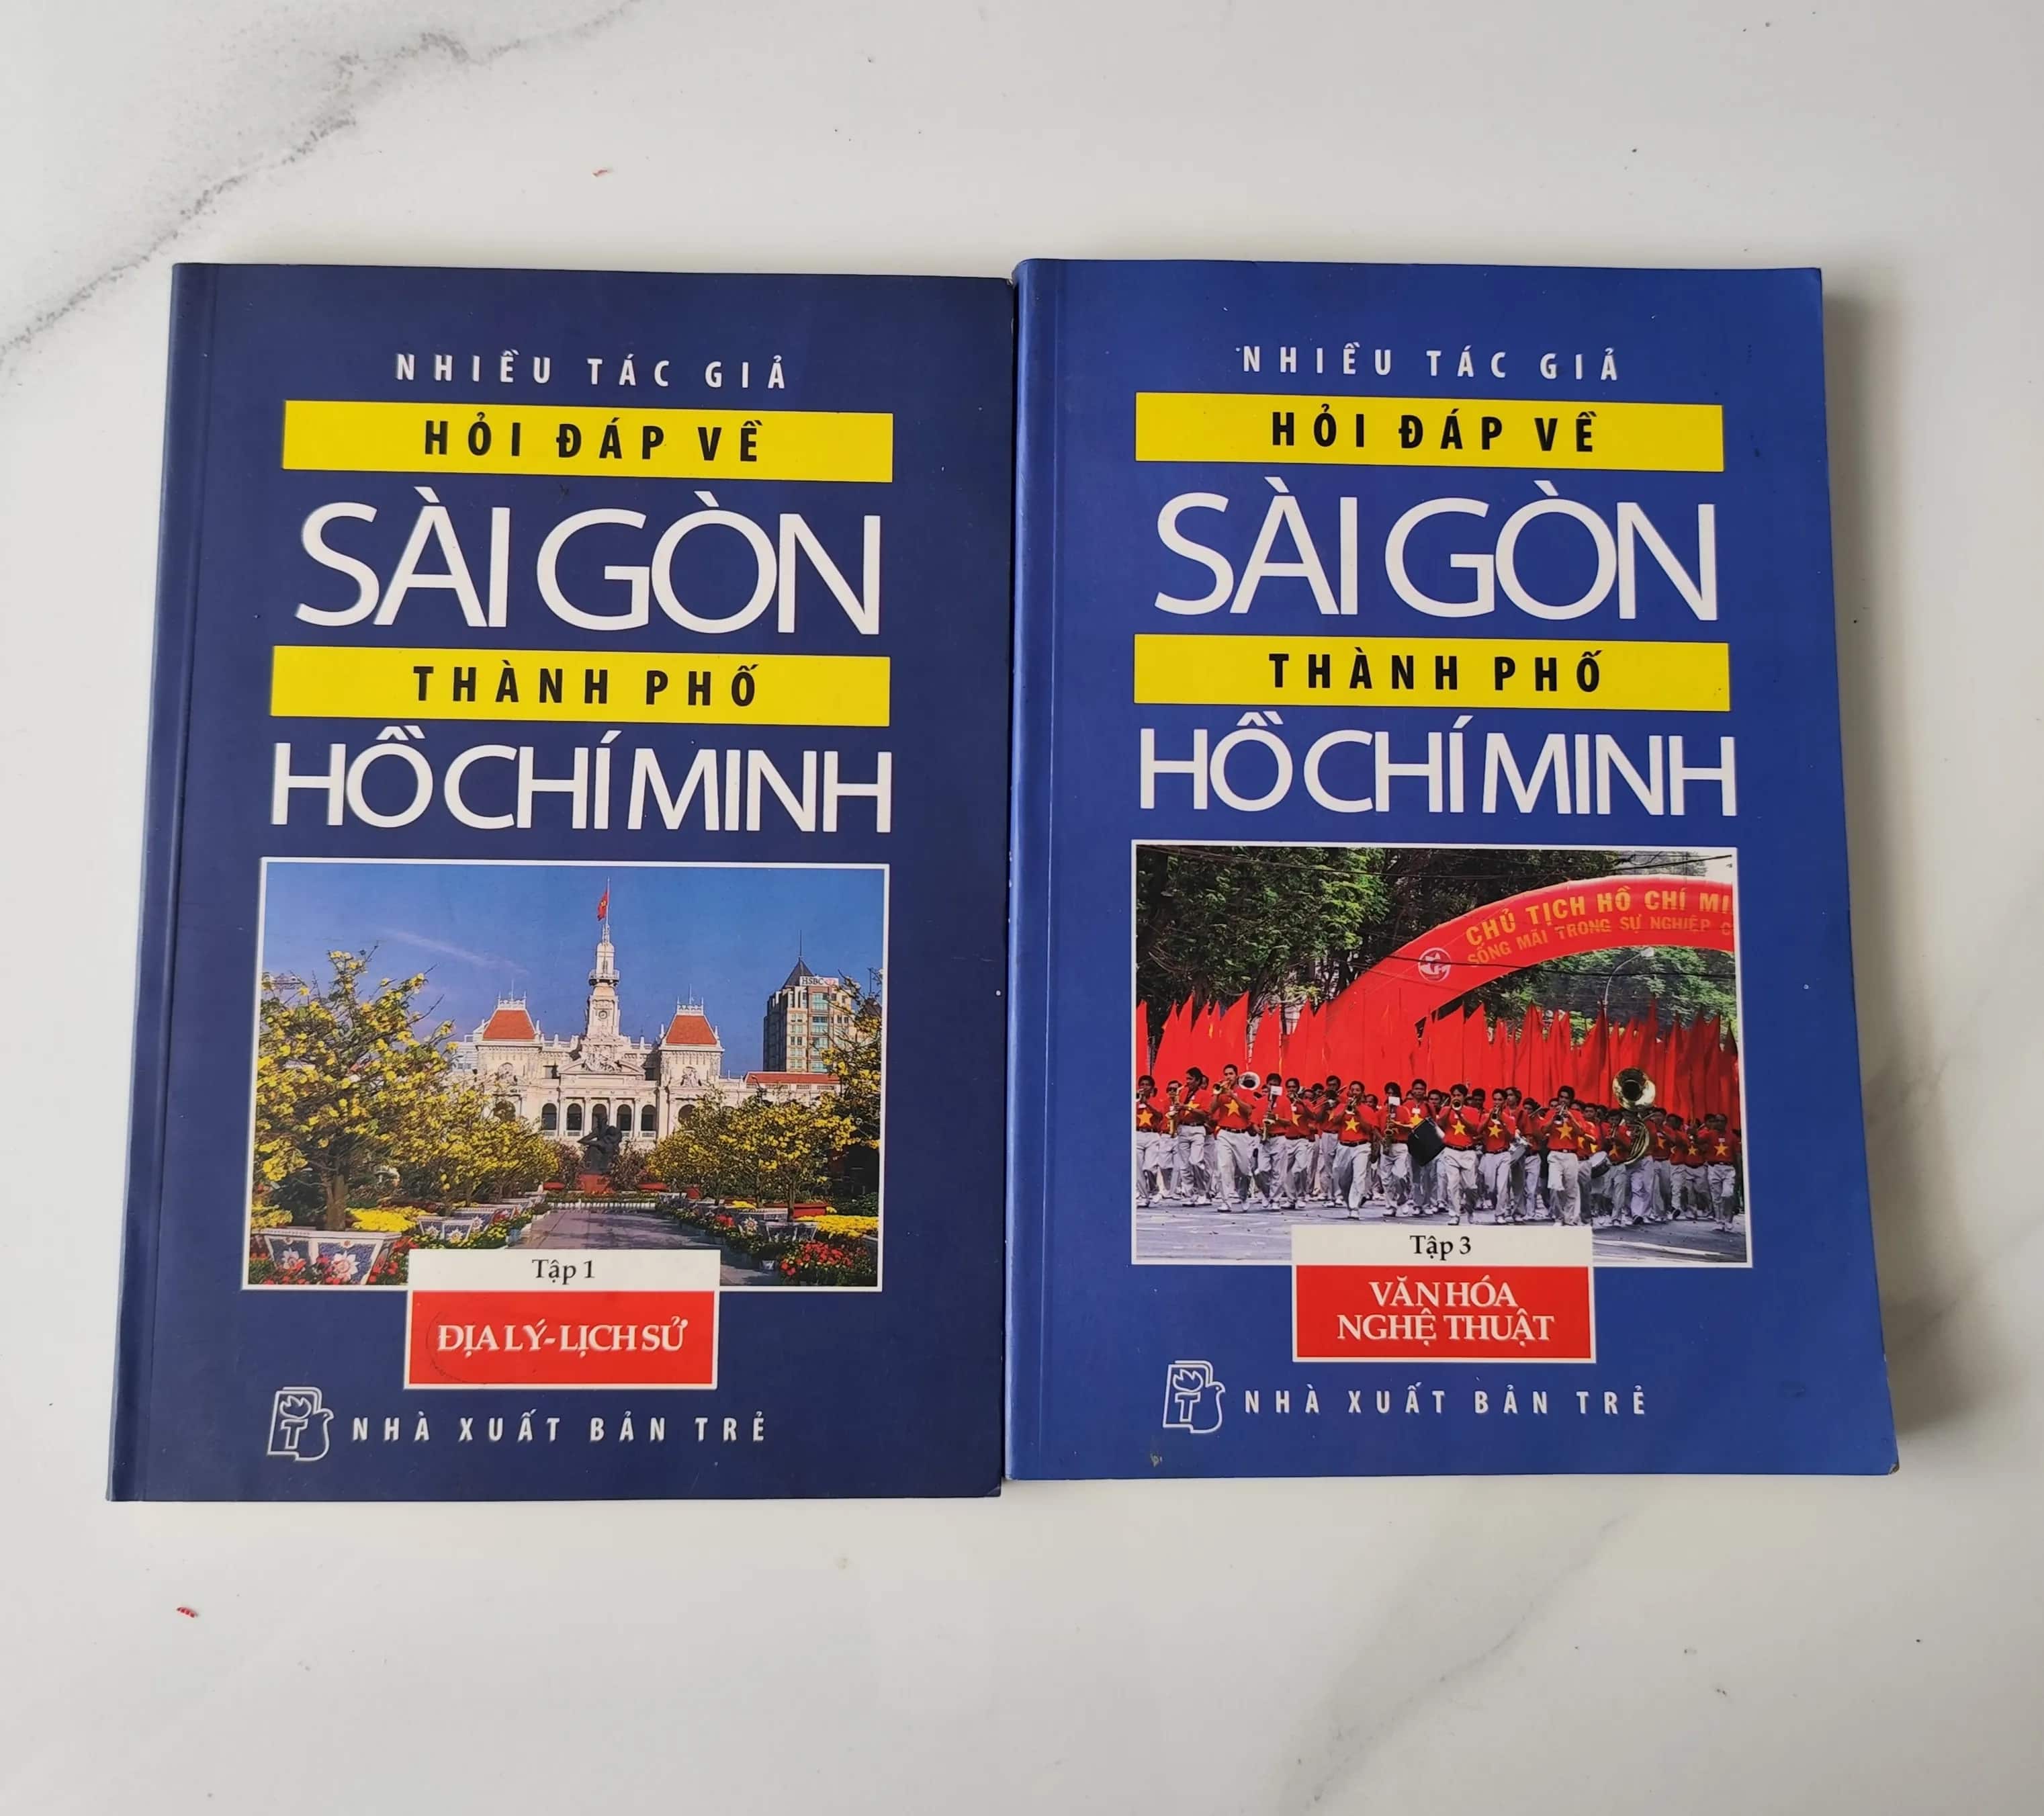 NHIỀU TÁC GIẢ
HỎI ĐÁP VỀ
SÀI GÒN
THÀNH PHỐ
HỒ CHÍ MINH
HSBC
Tập 1
ĐỊA LÝ-LỊCH SỬ
T
NHÀ XUẤT BẢN TRẺ
NHIỀU TÁC GIẢ
HỎI ĐÁP VỀ
SÀI GÒN
THÀNH PHỐ
HỒ CHÍ MINH
CHỦ TỊCH HỒ CHÍ MI
SỐNG MÃI TRONG SỰ NGHIỆP C
Tập 3
VĂN HÓA
NGHỆ THUẬT
T
NHÀ XUẤT BẢN TRẺ